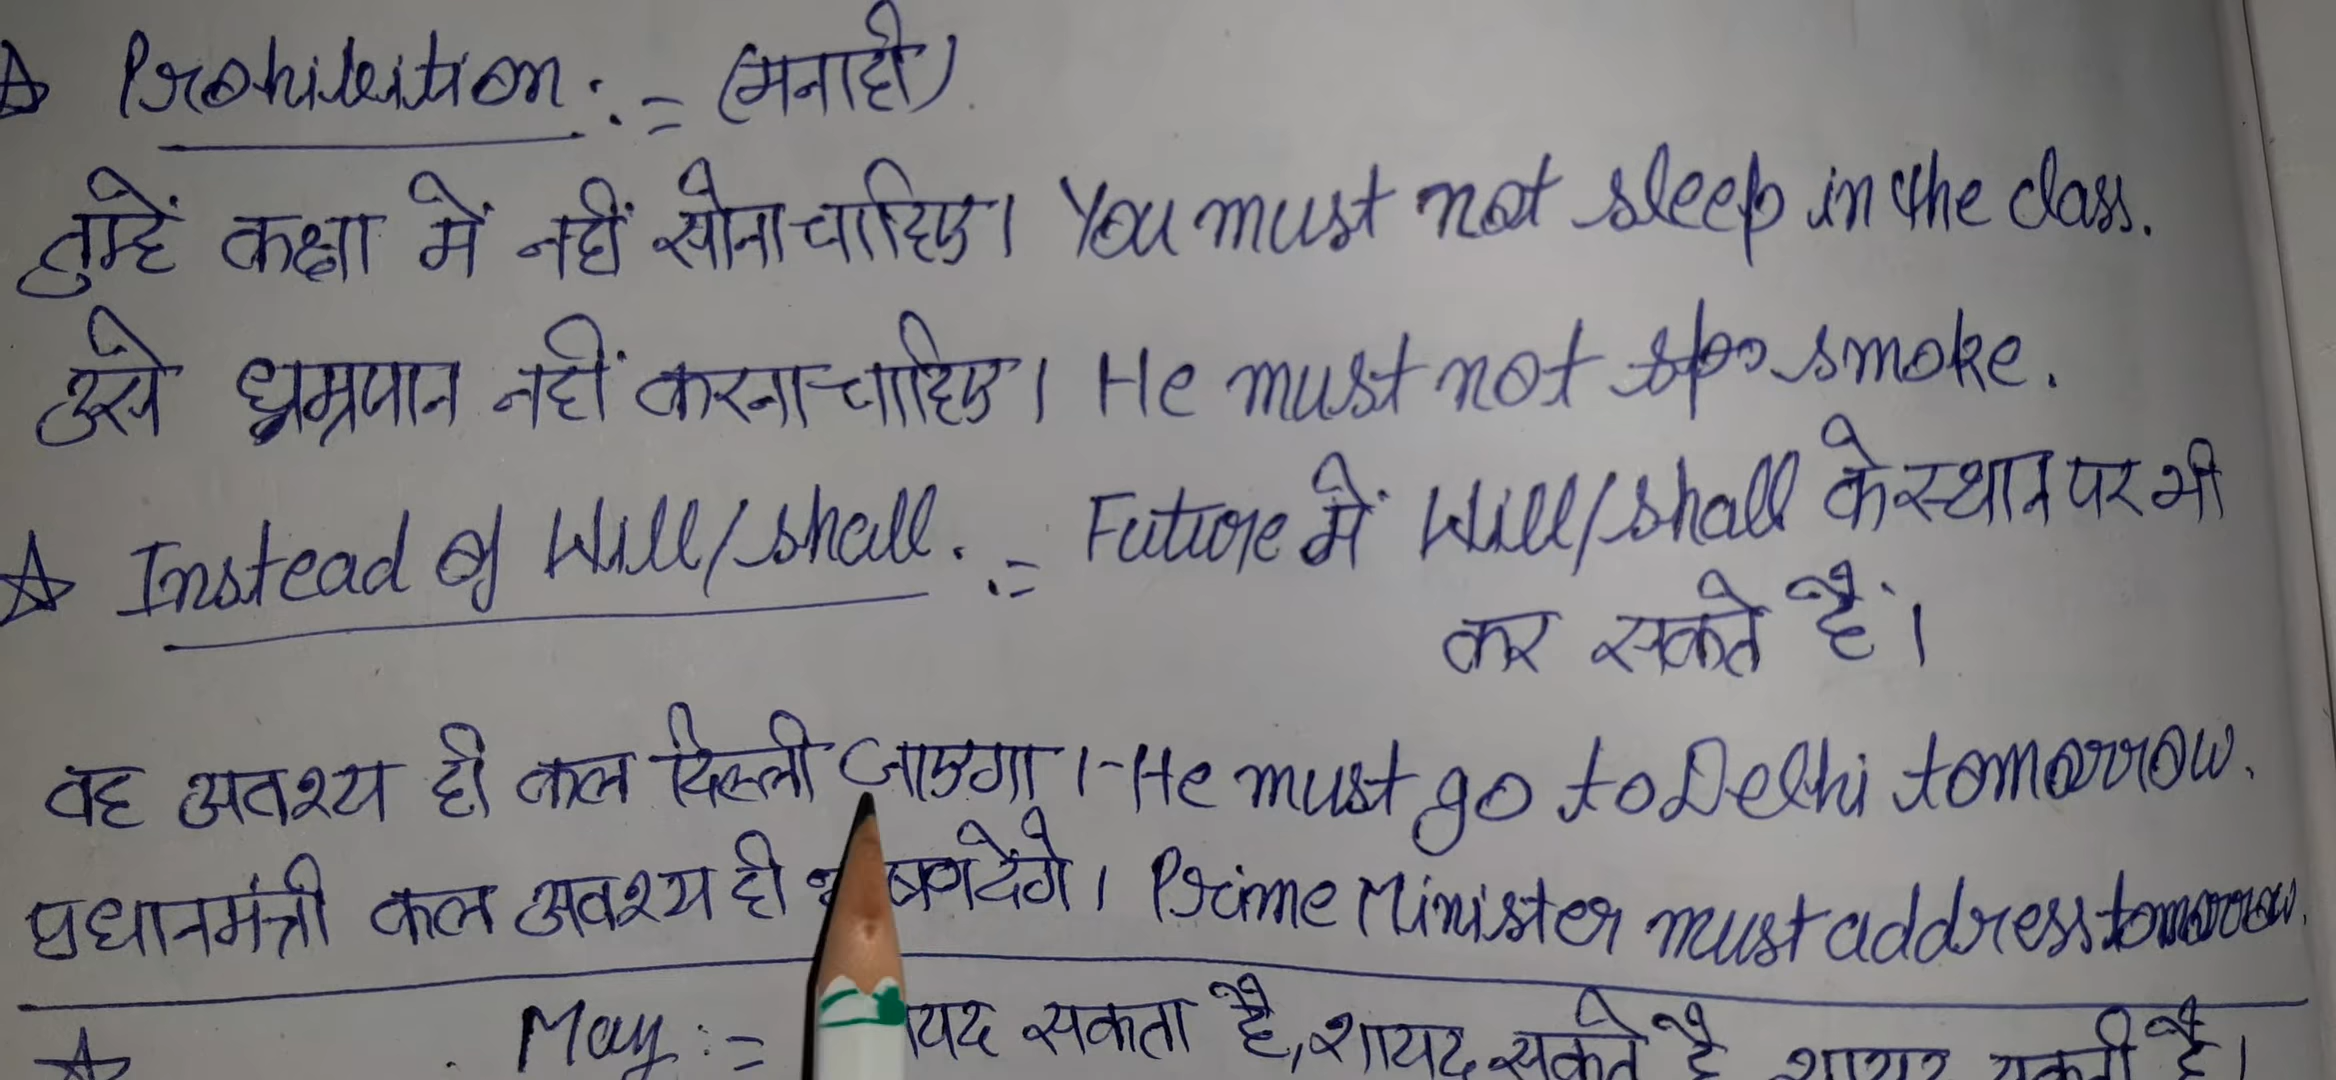 ☆ Prohibition :- = (मनाही)
तुम्हें कक्षा में नहीं सोना चाहिए। You must not sleep in the class.
उसे धुम्रपान नहीं करना चाहिए। He must not smoke.
☆ Instead of Will/shall. := Future में Will/shall के स्थान पर भी
कर सकते हैं।
वह अवश्य ही कल दिल्ली जाएगा। - He must go to Delhi tomorrow.
प्रधानमंत्री कल अवश्य ही देंगे। Prime Minister must address tomorrow.
☆ May := सकता है, शायद सकते है, है।